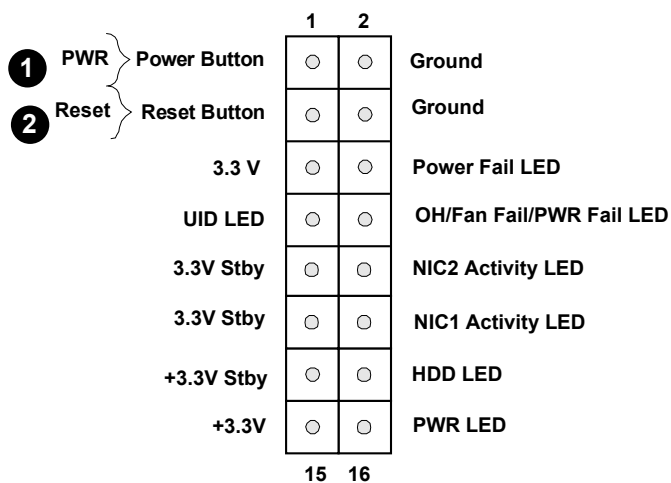 1 2
1 PWR Power Button Ground
2 Reset Reset Button Ground
3.3 V Power Fail LED
UID LED OH/Fan Fail/PWR Fail LED
3.3V Stby NIC2 Activity LED
3.3V Stby NIC1 Activity LED
+3.3V Stby HDD LED
+3.3V PWR LED
15 16